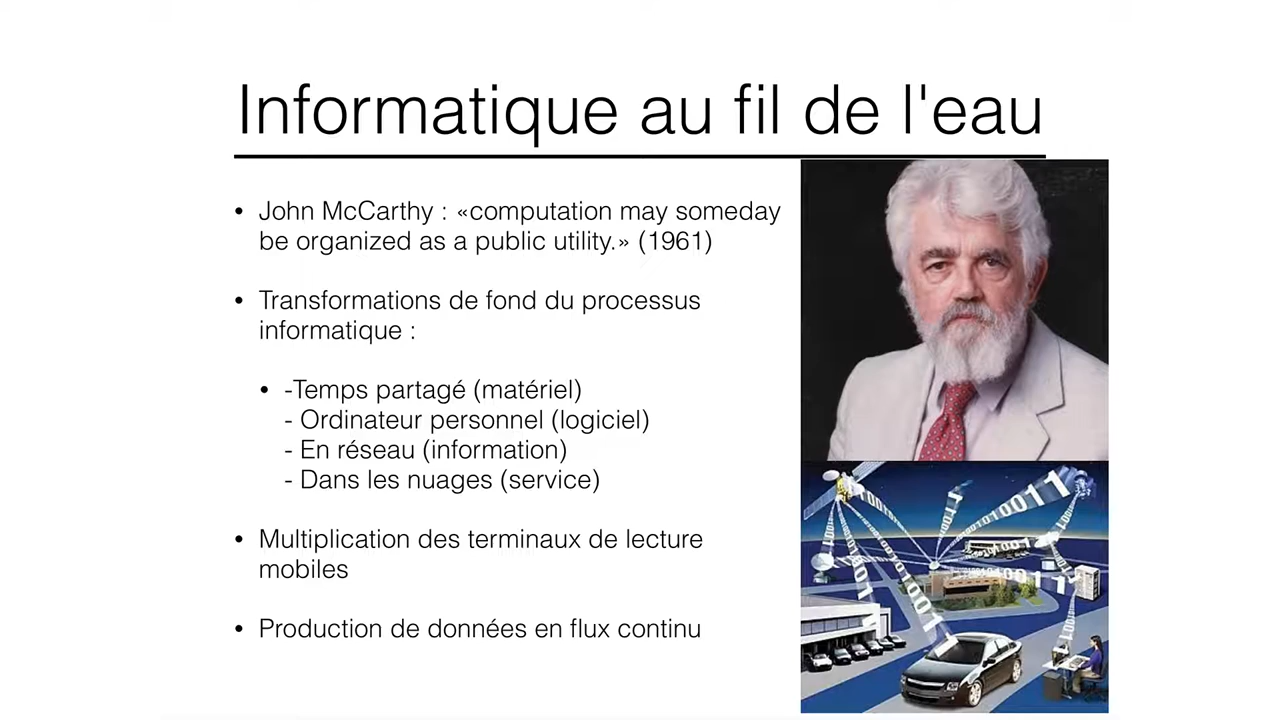 Informatique au fil de l'eau
• John McCarthy : «computation may someday
be organized as a public utility.» (1961)
• Transformations de fond du processus
informatique :
• -Temps partagé (matériel)
- Ordinateur personnel (logiciel)
- En réseau (information)
- Dans les nuages (service)
• Multiplication des terminaux de lecture
mobiles
• Production de données en flux continu